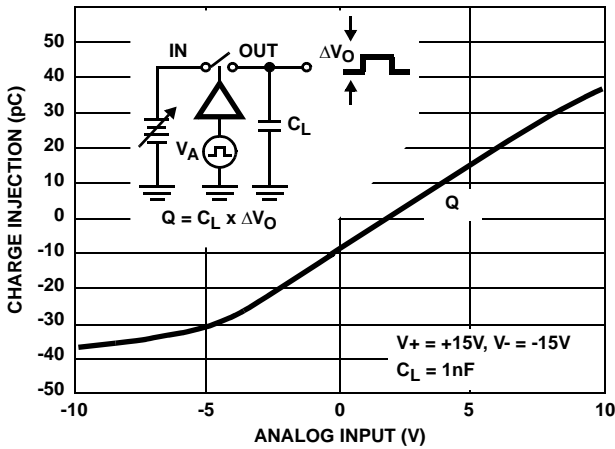 60
50
40
30
20
10
0
-10
-20
-30
-40
-50
CHARGE INJECTION (pC)
IN OUT
ΔVO
CL
VA
Q = CL x ΔVO
Q
V+ = +15V, V- = -15V
CL = 1nF
-10 -5 0 5 10
ANALOG INPUT (V)